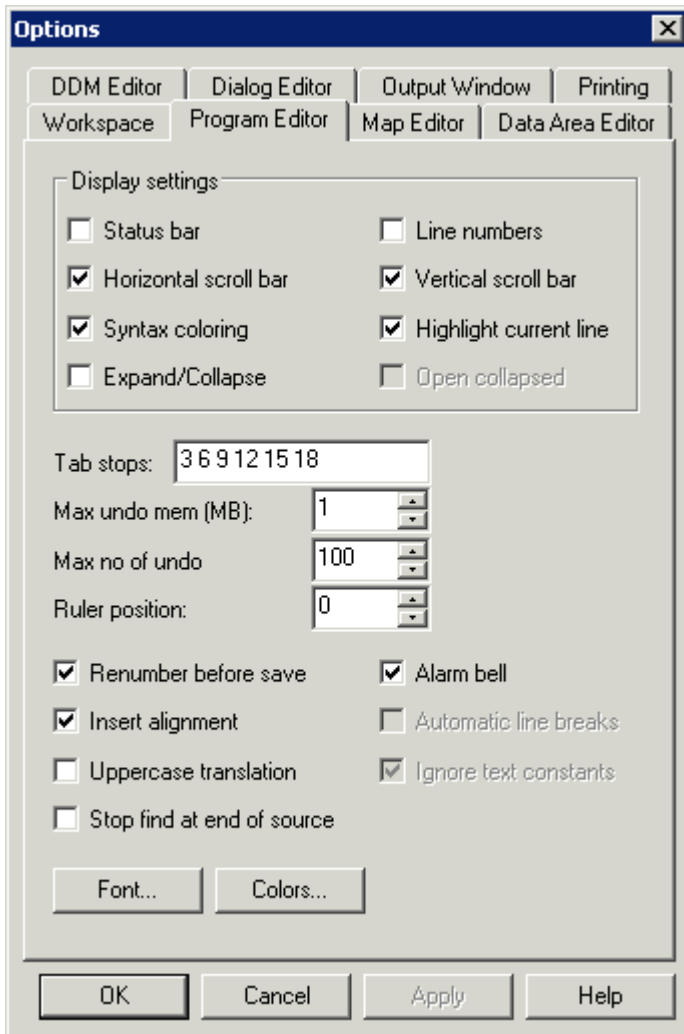 Options
DDM Editor Dialog Editor Output Window Printing
Workspace Program Editor Map Editor Data Area Editor
Display settings
Status bar Line numbers
Horizontal scroll bar Vertical scroll bar
Syntax coloring Highlight current line
Expand/Collapse Open collapsed
Tab stops: 3 6 9 12 15 18
Max undo mem (MB): 1
Max no of undo 100
Ruler position: 0
Renumber before save Alarm bell
Insert alignment Automatic line breaks
Uppercase translation Ignore text constants
Stop find at end of source
Font... Colors...
OK Cancel Apply Help